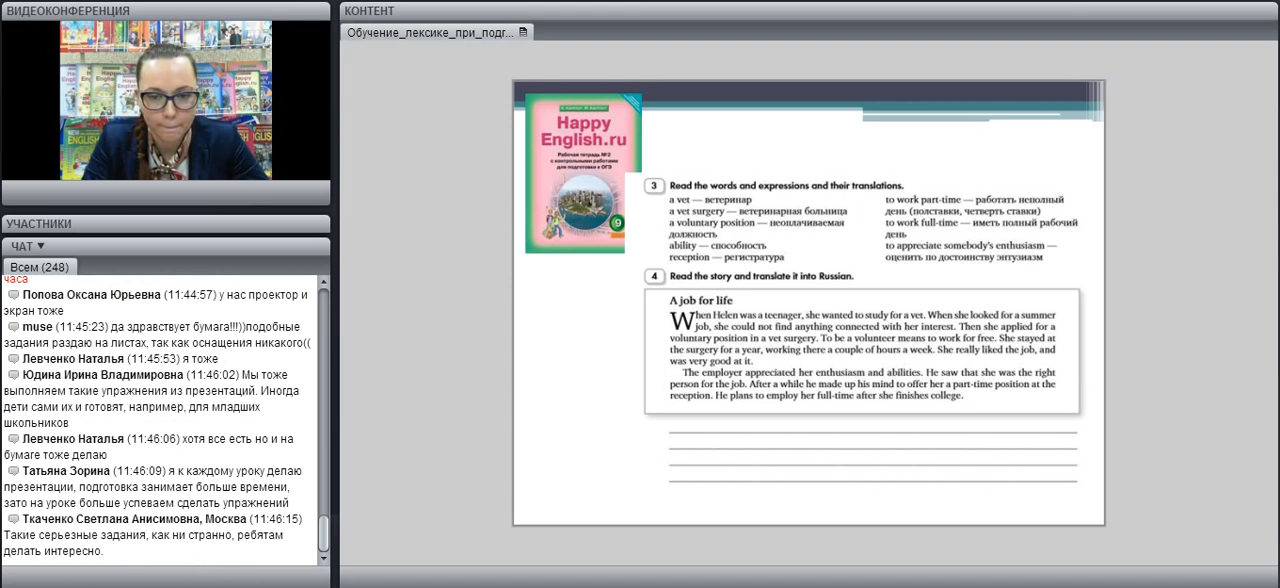 ВИДЕОКОНФЕРЕНЦИЯ
УЧАСТНИКИ
ЧАТ ▼
Всем (248)
часа
Попова Оксана Юрьевна (11:44:57) у нас проектор и
экран тоже
muse (11:45:23) да здравствует бумага!!!))подобные
задания раздаю на листах, так как оснащения никакого((
Левченко Наталья (11:45:53) я тоже
Юдина Ирина Владимировна (11:46:02) Мы тоже
выполняем такие упражнения из презентаций. Иногда
дети сами их и готовят, например, для младших
школьников
Левченко Наталья (11:46:06) хотя все есть но и на
бумаге тоже делаю
Татьяна Зорина (11:46:09) я к каждому уроку делаю
презентации, подготовка занимает больше времени,
зато на уроке больше успеваем сделать упражнений
Ткаченко Светлана Анисимовна, Москва (11:46:15)
Такие серьезные задания, как ни странно, ребятам
делать интересно.
КОНТЕНТ
Обучение_лексике_при_подг...
Happy
English.ru
Рабочая тетрадь №2
с контрольными работами
для подготовки к ОГЭ
9
3 Read the words and expressions and their translations.
a vet — ветеринар
a vet surgery — ветеринарная больница
a voluntary position — неоплачиваемая
должность
ability — способность
reception — регистратура
to work part-time — работать неполный
день (полставки, четверть ставки)
to work full-time — иметь полный рабочий
день
to appreciate somebody's enthusiasm —
оценить по достоинству энтузиазм
4 Read the story and translate it into Russian.
A job for life
When Helen was a teenager, she wanted to study for a vet. When she looked for a summer
job, she could not find anything connected with her interest. Then she applied for a
voluntary position in a vet surgery. To be a volunteer means to work for free. She stayed at
the surgery for a year, working there a couple of hours a week. She really liked the job, and
was very good at it.
The employer appreciated her enthusiasm and abilities. He saw that she was the right
person for the job. After a while he made up his mind to offer her a part-time position at the
reception. He plans to employ her full-time after she finishes college.